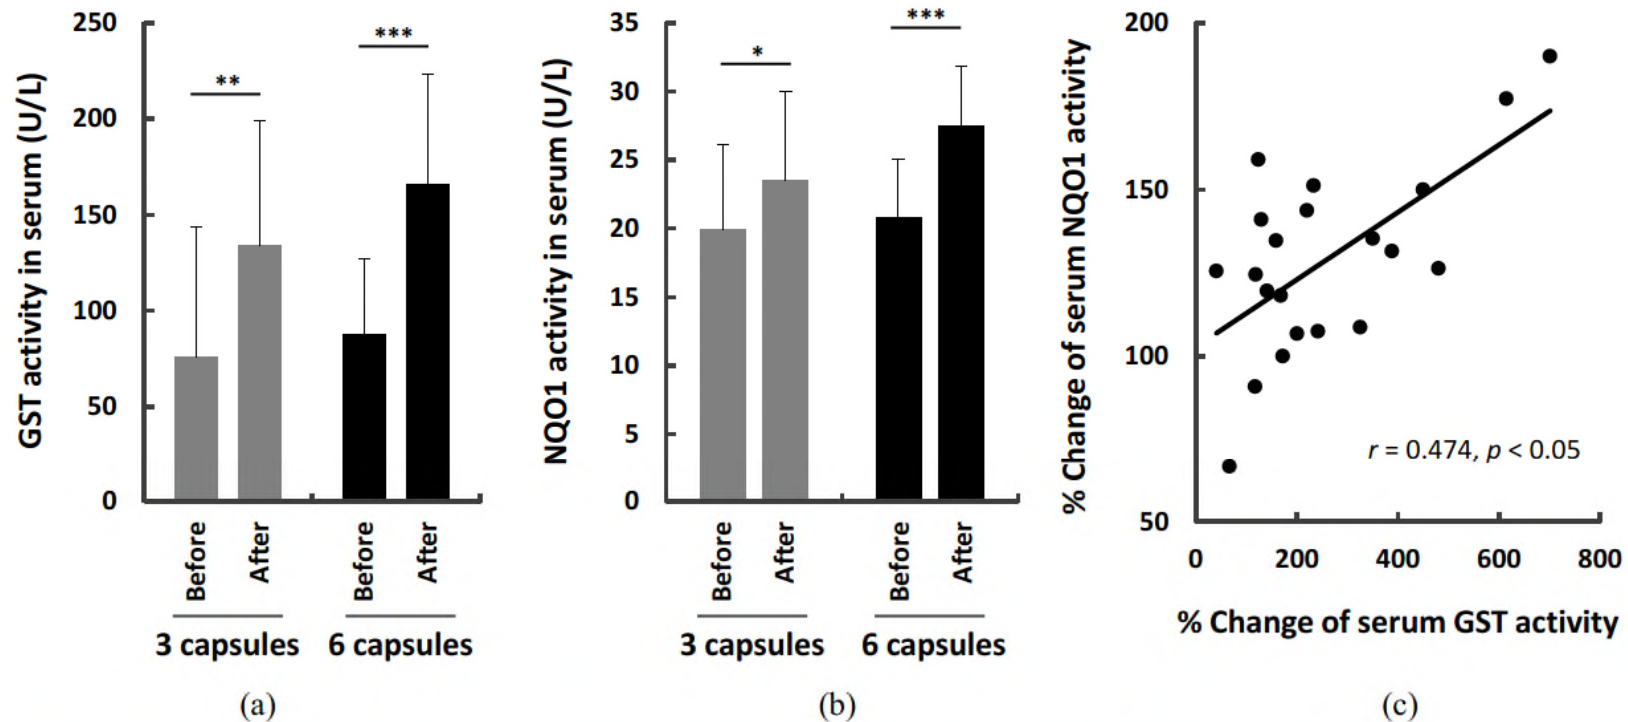 GST activity in serum (U/L)
250
200
150
100
50
0
**
***
Before
After
Before
After
3 capsules
6 capsules
(a)
NQO1 activity in serum (U/L)
35
30
25
20
15
10
5
0
*
***
Before
After
Before
After
3 capsules
6 capsules
(b)
% Change of serum NQO1 activity
200
150
100
50
r = 0.474, p < 0.05
0
200
400
600
800
% Change of serum GST activity
(c)